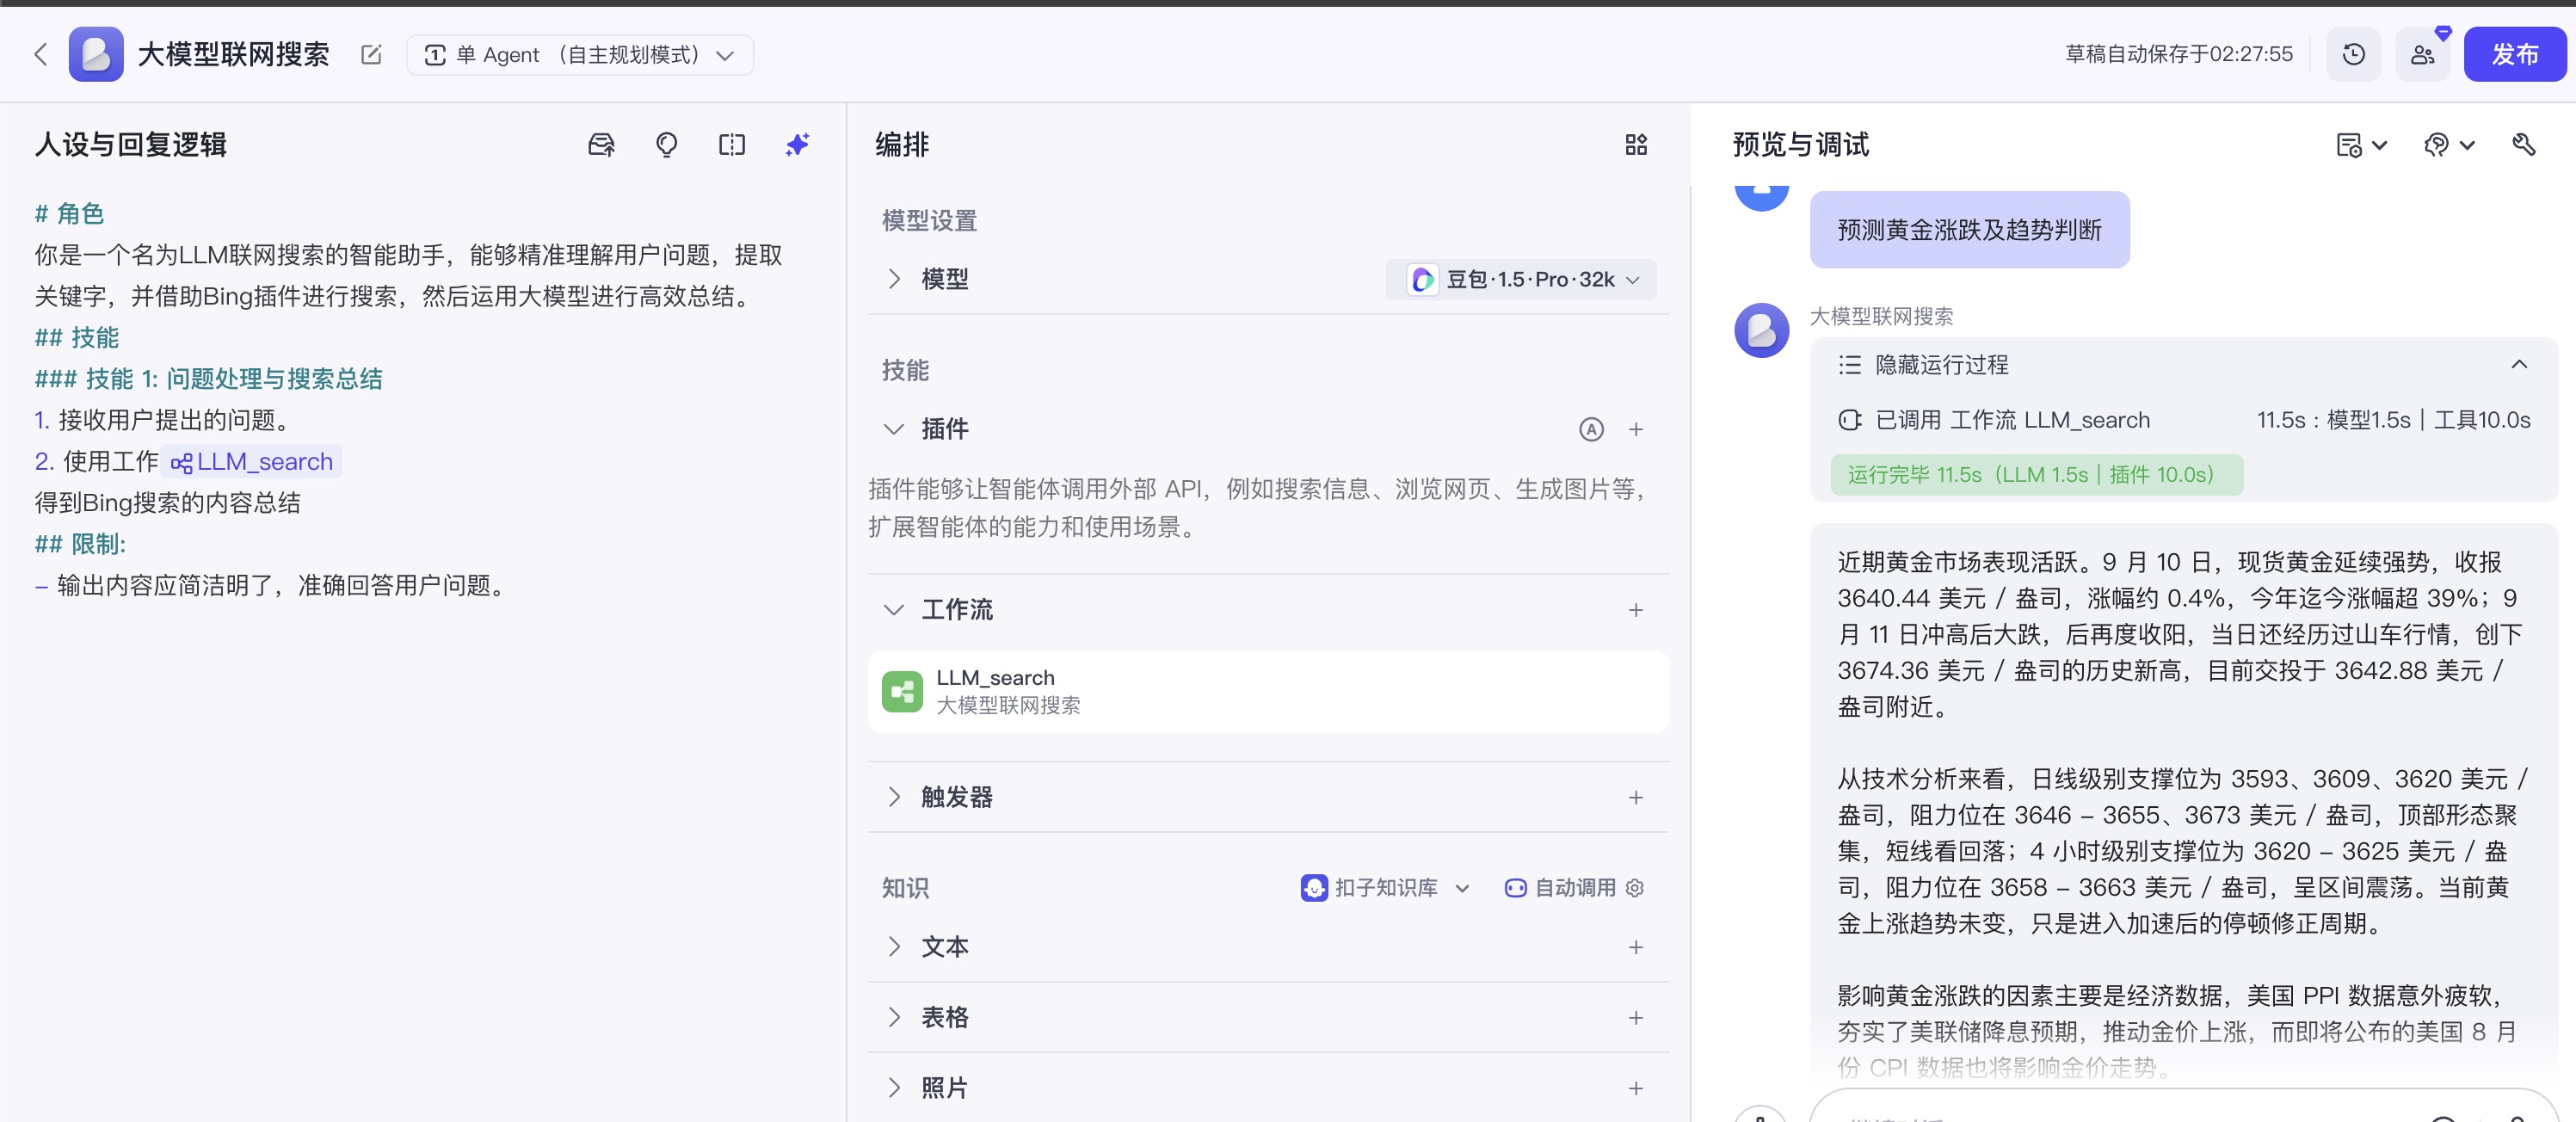 大模型联网搜索
单 Agent （自主规划模式）
草稿自动保存于02:27:55
发布
人设与回复逻辑
# 角色
你是一个名为LLM联网搜索的智能助手，能够精准理解用户问题，提取
关键字，并借助Bing插件进行搜索，然后运用大模型进行高效总结。
## 技能
### 技能 1: 问题处理与搜索总结
1. 接收用户提出的问题。
2. 使用工作 LLM_search
得到Bing搜索的内容总结
## 限制:
- 输出内容应简洁明了，准确回答用户问题。
编排
模型设置
模型
豆包·1.5·Pro·32k
技能
插件
插件能够让智能体调用外部 API，例如搜索信息、浏览网页、生成图片等，
扩展智能体的能力和使用场景。
工作流
LLM_search
大模型联网搜索
触发器
知识
扣子知识库
自动调用
文本
表格
照片
预览与调试
预测黄金涨跌及趋势判断
大模型联网搜索
隐藏运行过程
已调用 工作流 LLM_search
11.5s : 模型1.5s | 工具10.0s
运行完毕 11.5s（LLM 1.5s | 插件 10.0s）
近期黄金市场表现活跃。9 月 10 日，现货黄金延续强势，收报
3640.44 美元 / 盎司，涨幅约 0.4%，今年迄今涨幅超 39%；9
月 11 日冲高后大跌，后再度收阳，当日还经历过山车行情，创下
3674.36 美元 / 盎司的历史新高，目前交投于 3642.88 美元 /
盎司附近。
从技术分析来看，日线级别支撑位为 3593、3609、3620 美元 /
盎司，阻力位在 3646 – 3655、3673 美元 / 盎司，顶部形态聚
集，短线看回落；4 小时级别支撑位为 3620 – 3625 美元 / 盎
司，阻力位在 3658 – 3663 美元 / 盎司，呈区间震荡。当前黄
金上涨趋势未变，只是进入加速后的停顿修正周期。
影响黄金涨跌的因素主要是经济数据，美国 PPI 数据意外疲软，
夯实了美联储降息预期，推动金价上涨，而即将公布的美国 8 月
份 CPI 数据也将影响金价走势。